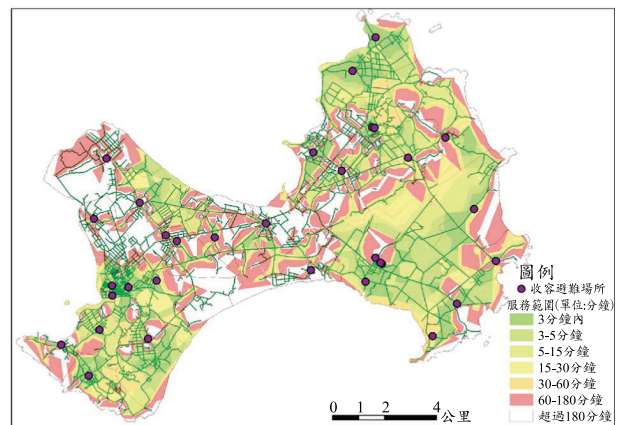 圖例
收容避難場所
服務範圍(單位:分鐘)
3分鐘內
3-5分鐘
5-15分鐘
15-30分鐘
30-60分鐘
60-180分鐘
超過180分鐘
0 1 2 4
公里